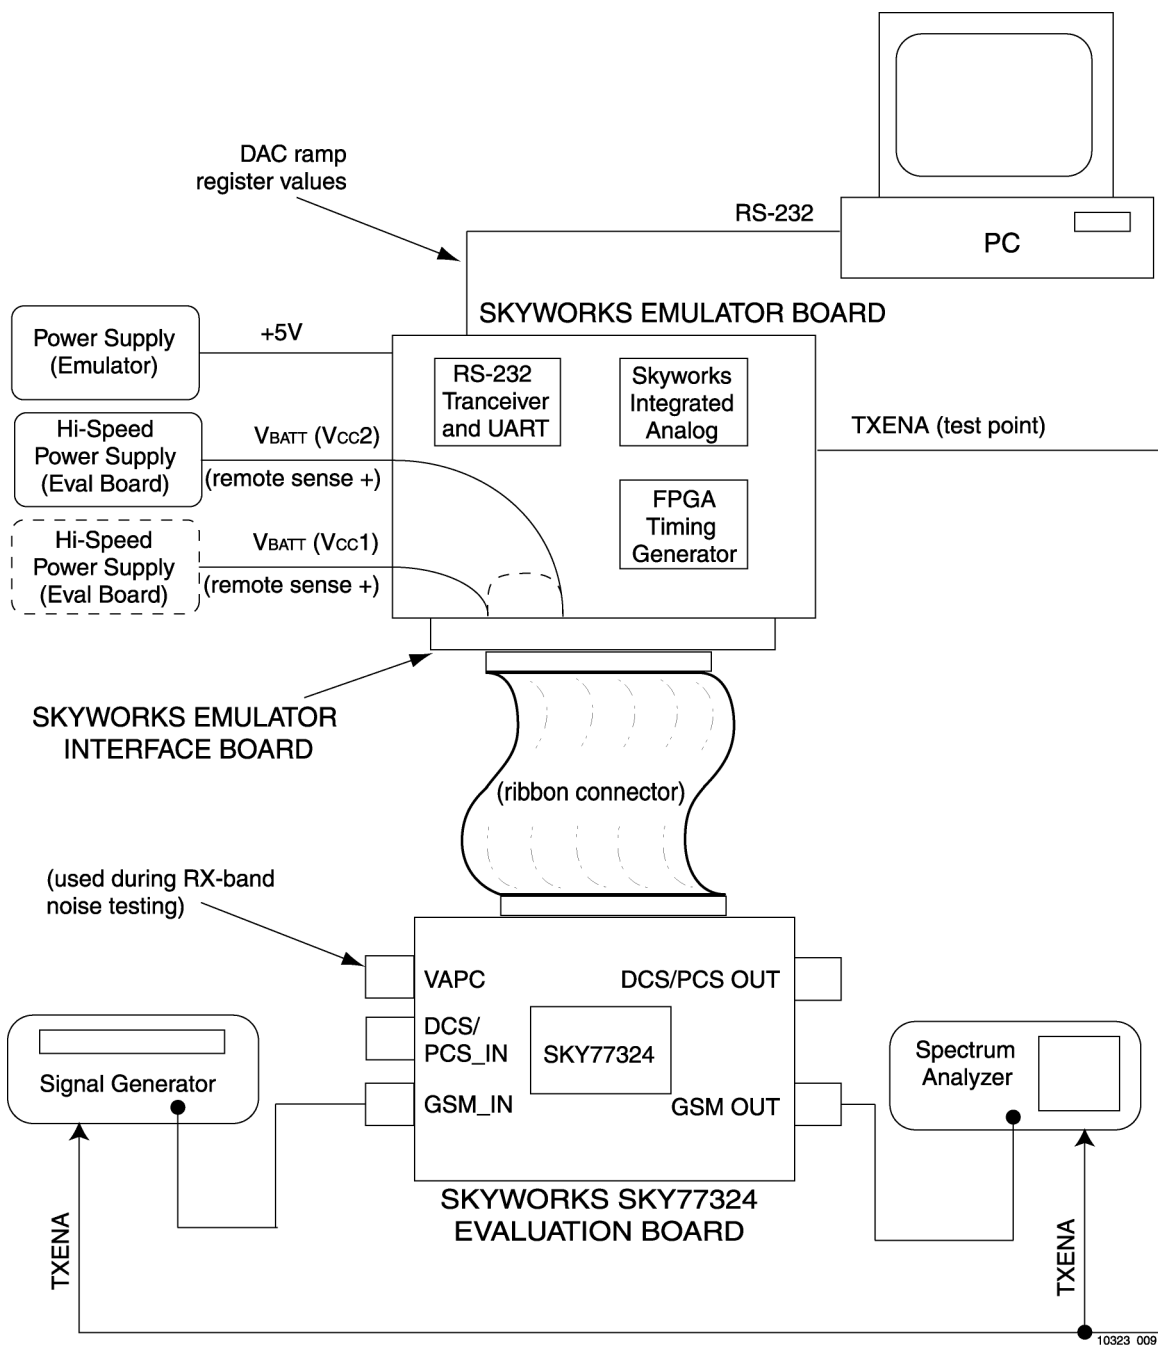 DAC ramp
register values
RS-232
PC
SKYWORKS EMULATOR BOARD
Power Supply
(Emulator)
+5V
RS-232
Tranceiver
and UART
Skyworks
Integrated
Analog
Hi-Speed
Power Supply
(Eval Board)
VBATT (VCC2)
(remote sense +)
TXENA (test point)
FPGA
Timing
Generator
Hi-Speed
Power Supply
(Eval Board)
VBATT (VCC1)
(remote sense +)
SKYWORKS EMULATOR
INTERFACE BOARD
(ribbon connector)
(used during RX-band
noise testing)
VAPC
DCS/PCS OUT
DCS/
PCS_IN
SKY77324
GSM_IN
GSM OUT
Signal Generator
Spectrum
Analyzer
SKYWORKS SKY77324
EVALUATION BOARD
TXENA
TXENA
10323_009